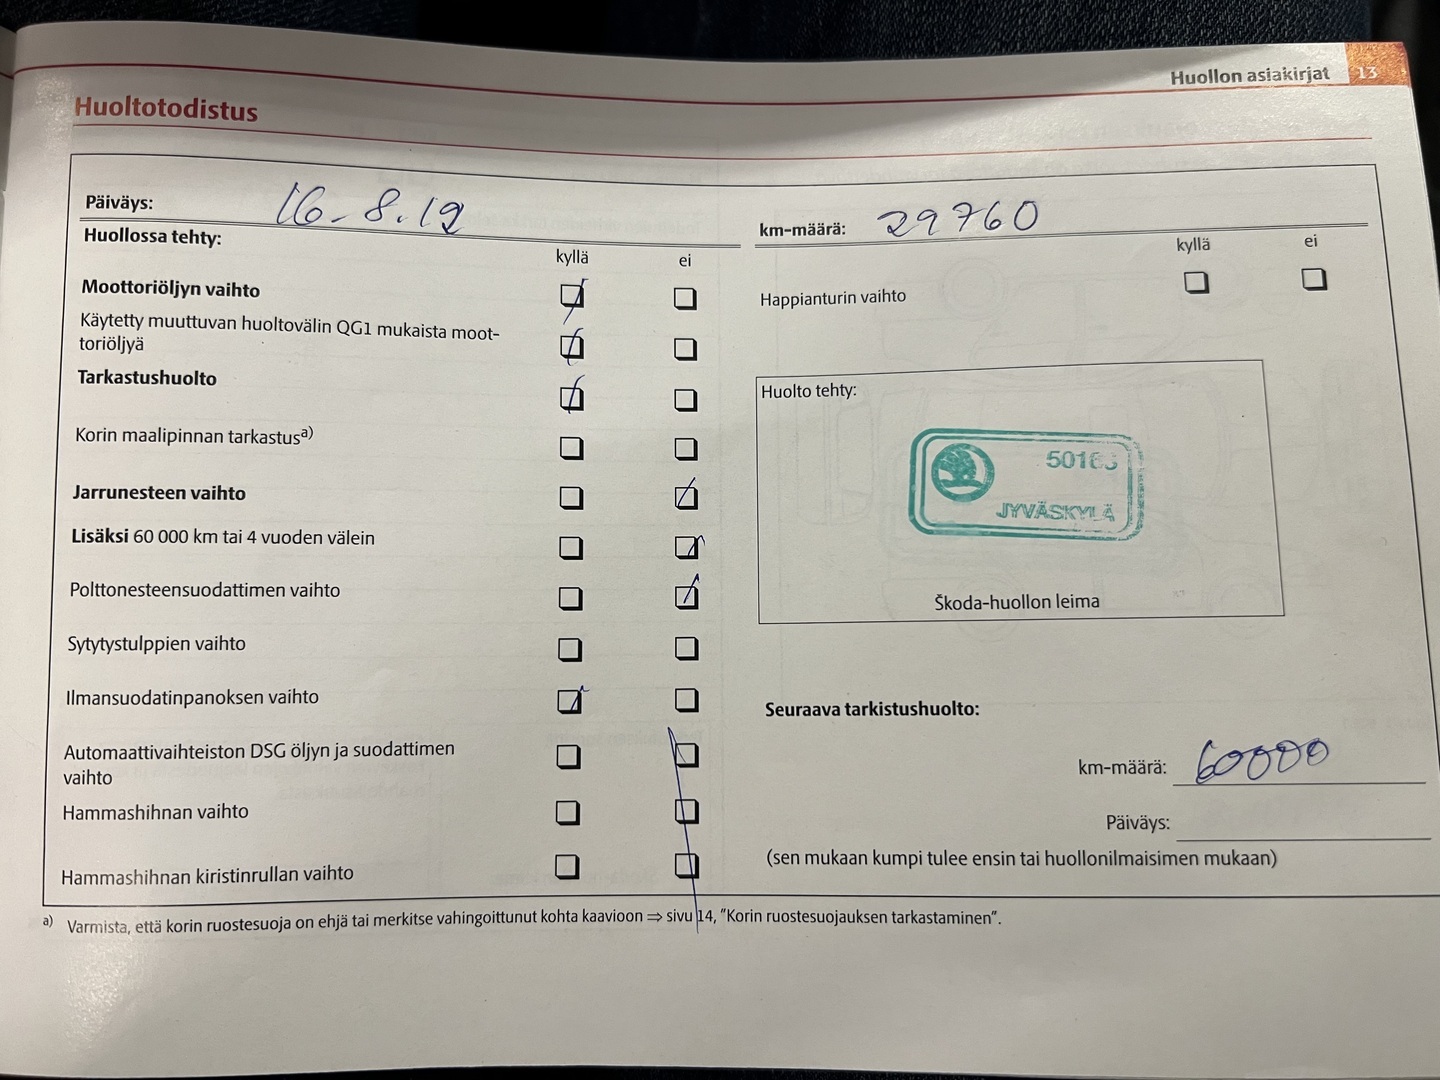 Huollon asiakirjat 13
Huoltotodistus
Päiväys: 16.8.12
km-määrä: 29760
Huollossa tehty:
kyllä ei
kyllä ei
Moottoriöljyn vaihto
Happianturin vaihto
Käytetty muuttuvan huoltovälin QG1 mukaista moot-
toriöljyä
Tarkastushuolto
Korin maalipinnan tarkastusa)
Jarrunesteen vaihto
Lisäksi 60 000 km tai 4 vuoden välein
Polttonesteensuodattimen vaihto
Sytytystulppien vaihto
Ilmansuodatinpanoksen vaihto
Automaattivaihteiston DSG öljyn ja suodattimen
vaihto
Hammashihnan vaihto
Hammashihnan kiristinrullan vaihto
Huolto tehty:
JYVÄSKYLÄ
Škoda-huollon leima
Seuraava tarkistushuolto:
km-määrä: 60000
Päiväys:
(sen mukaan kumpi tulee ensin tai huollonilmaisimen mukaan)
a) Varmista, että korin ruostesuoja on ehjä tai merkitse vahingoittunut kohta kaavioon ⇒ sivu 14, "Korin ruostesuojauksen tarkastaminen".